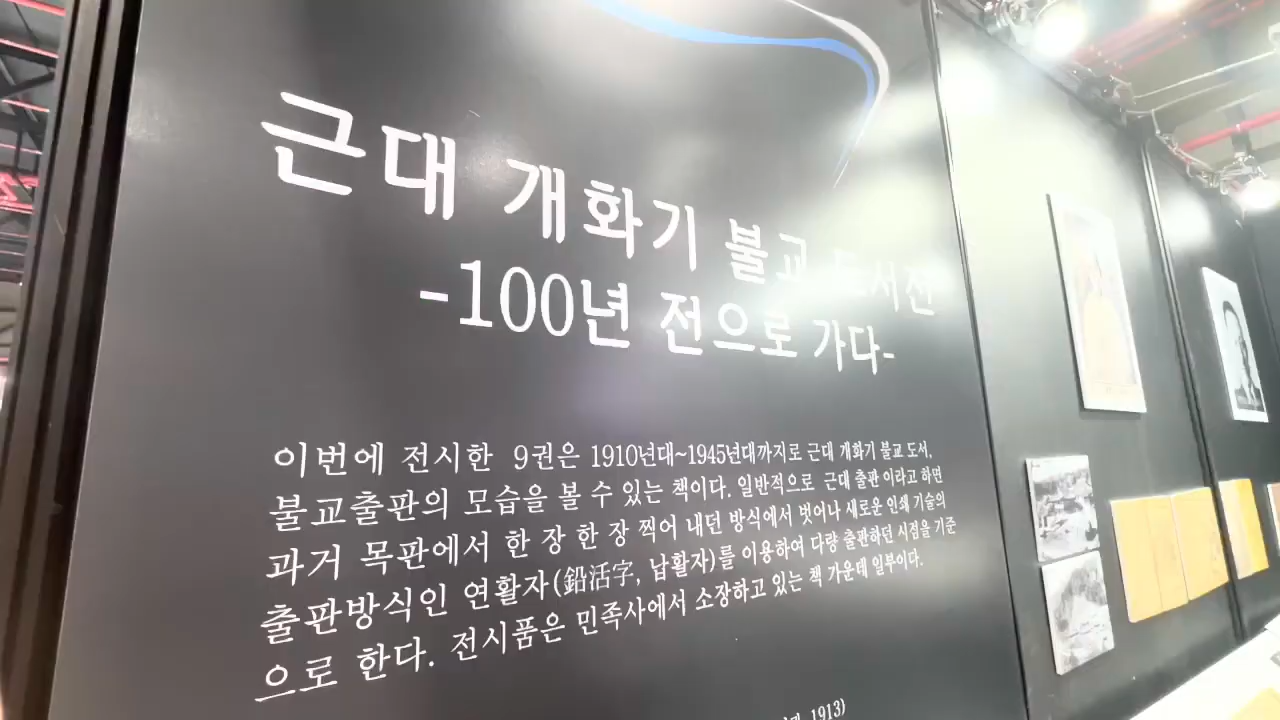 근대 개화기 불교 도서전
-100년 전으로 가다-
이번에 전시한 9권은 1910년대~1945년대까지로 근대 개화기 불교 도서,
불교출판의 모습을 볼 수 있는 책이다. 일반적으로 근대 출판 이라고 하면
과거 목판에서 한 장 한 장 찍어 내던 방식에서 벗어나 새로운 인쇄 기술의
출판방식인 연활자(鉛活字, 납활자)를 이용하여 다량 출판하던 시점을 기준
으로 한다. 전시품은 민족사에서 소장하고 있는 책 가운데 일부이다.
1913)